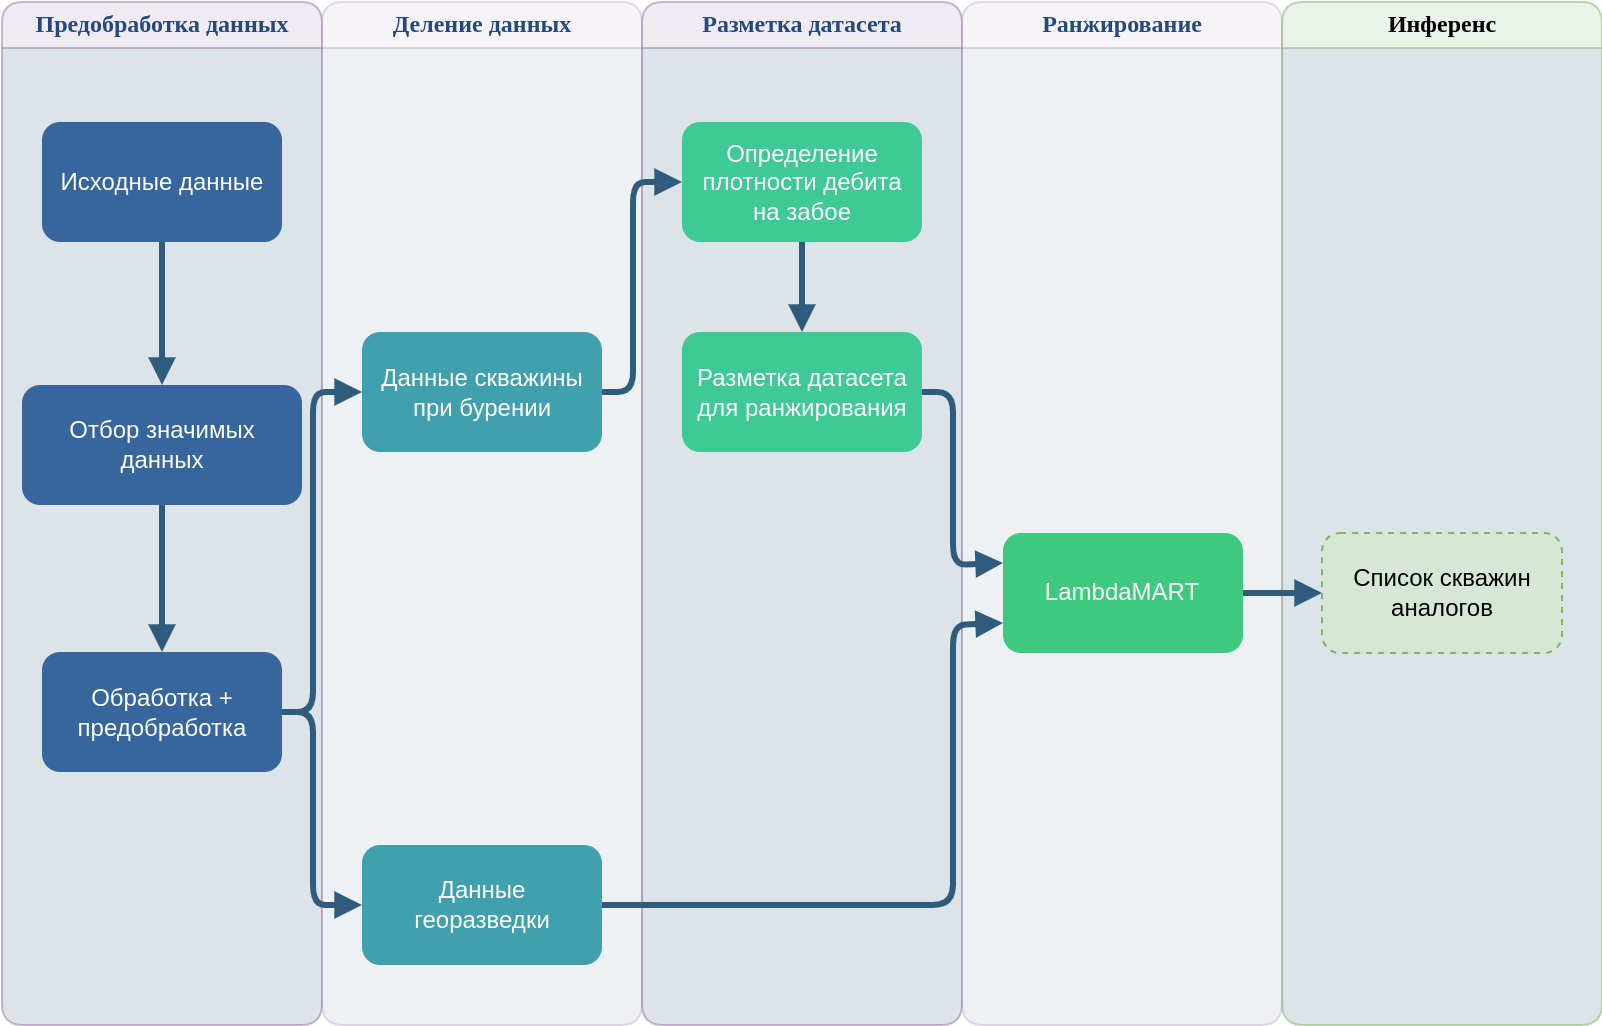 Предобработка данных
Деление данных
Разметка датасета
Ранжирование
Инференс
Исходные данные
Отбор значимых
данных
Обработка +
предобработка
Данные скважины
при бурении
Данные
георазведки
Определение
плотности дебита
на забое
Разметка датасета
для ранжирования
LambdaMART
Список скважин
аналогов